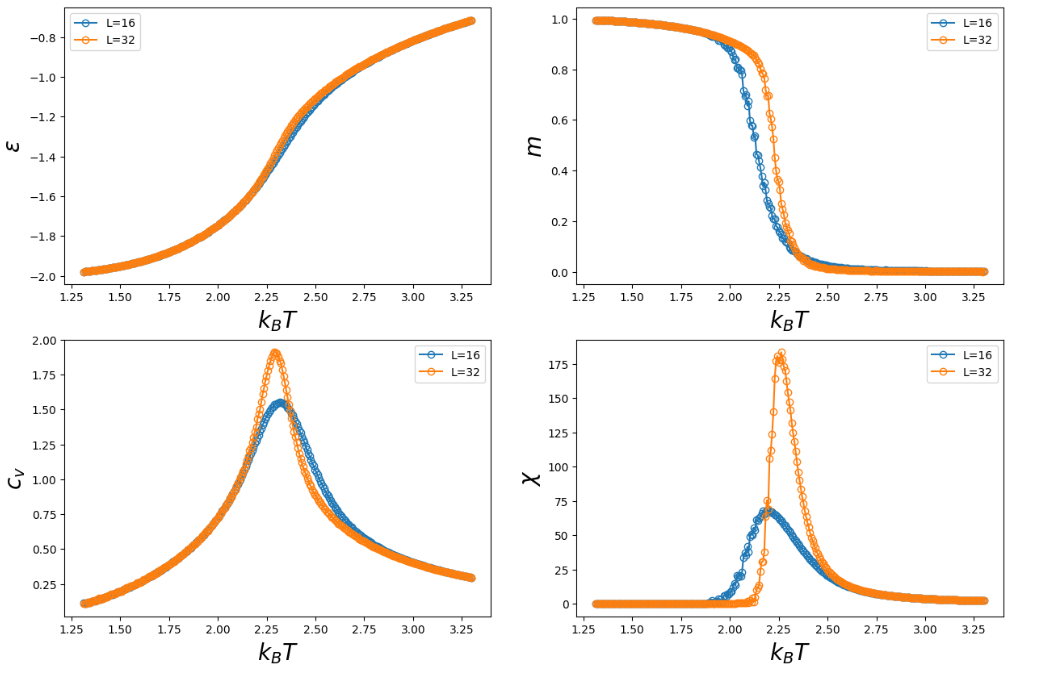 L=16
L=32
−0.8
−1.0
−1.2
−1.4
−1.6
−1.8
−2.0
ε
1.25 1.50 1.75 2.00 2.25 2.50 2.75 3.00 3.25
k_BT
L=16
L=32
1.0
0.8
0.6
0.4
0.2
0.0
m
1.25 1.50 1.75 2.00 2.25 2.50 2.75 3.00 3.25
k_BT
L=16
L=32
2.00
1.75
1.50
1.25
1.00
0.75
0.50
0.25
c_V
1.25 1.50 1.75 2.00 2.25 2.50 2.75 3.00 3.25
k_BT
L=16
L=32
175
150
125
100
75
50
25
0
χ
1.25 1.50 1.75 2.00 2.25 2.50 2.75 3.00 3.25
k_BT